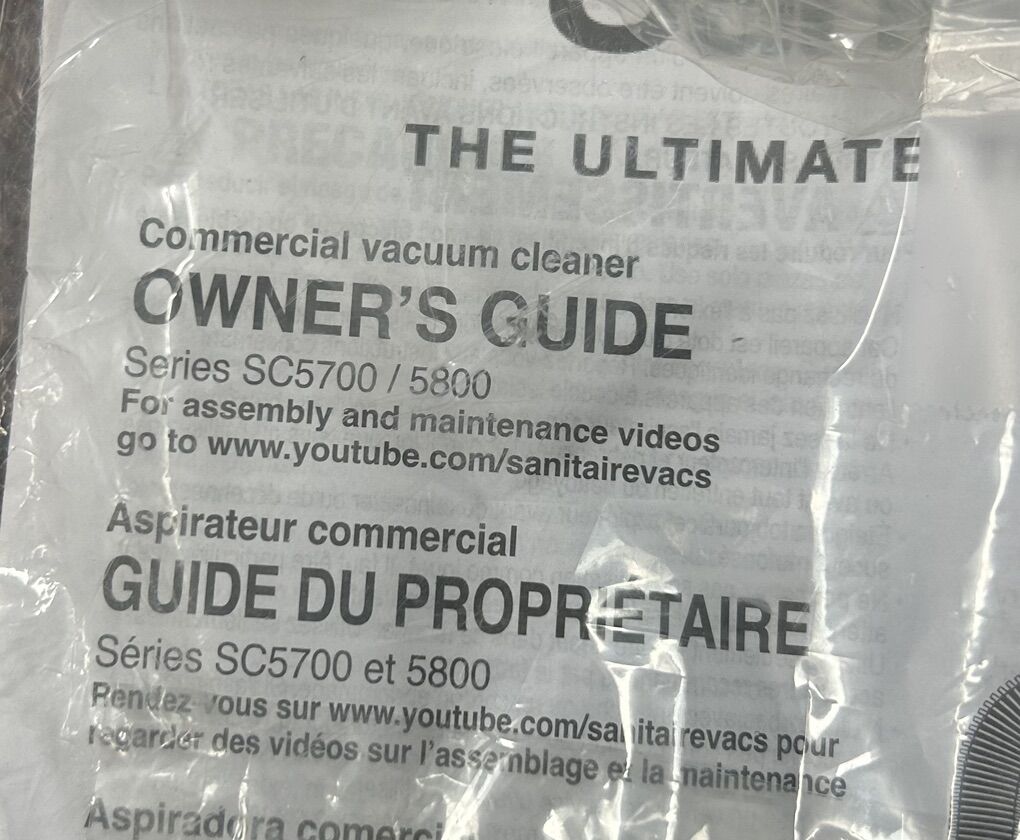 THE ULTIMATE
Commercial vacuum cleaner
OWNER'S GUIDE
Series SC5700 / 5800
For assembly and maintenance videos
go to www.youtube.com/sanitairevacs
Aspirateur commercial
GUIDE DU PROPRIÉTAIRE
Séries SC5700 et 5800
Rendez vous sur www.youtube.com/sanitairevacs pour
regarder des vidéos sur l'assemblage et la maintenance
Aspiradora comerci